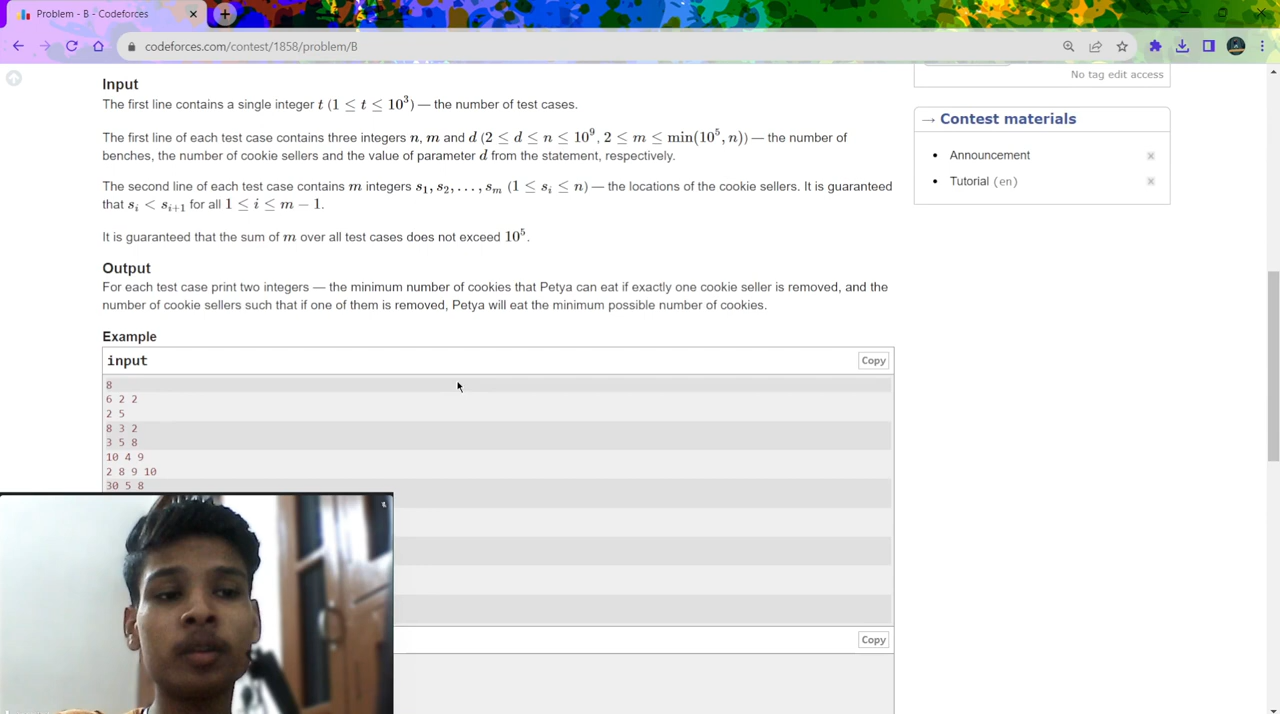 Problem - B - Codeforces
codeforces.com/contest/1858/problem/B
No tag edit access
→ Contest materials
Announcement
Tutorial (en)
Input
The first line contains a single integer t (1 ≤ t ≤ 10³) — the number of test cases.
The first line of each test case contains three integers n, m and d (2 ≤ d ≤ n ≤ 10⁹, 2 ≤ m ≤ min(10⁵, n)) — the number of
benches, the number of cookie sellers and the value of parameter d from the statement, respectively.
The second line of each test case contains m integers s₁, s₂, …, sₘ (1 ≤ sᵢ ≤ n) — the locations of the cookie sellers. It is guaranteed
that sᵢ < sᵢ₊₁ for all 1 ≤ i ≤ m − 1.
It is guaranteed that the sum of m over all test cases does not exceed 10⁵.
Output
For each test case print two integers — the minimum number of cookies that Petya can eat if exactly one cookie seller is removed, and the
number of cookie sellers such that if one of them is removed, Petya will eat the minimum possible number of cookies.
Example
input
Copy
8
6 2 2
2 5
8 3 2
3 5 8
10 4 9
2 8 9 10
30 5 8
Copy